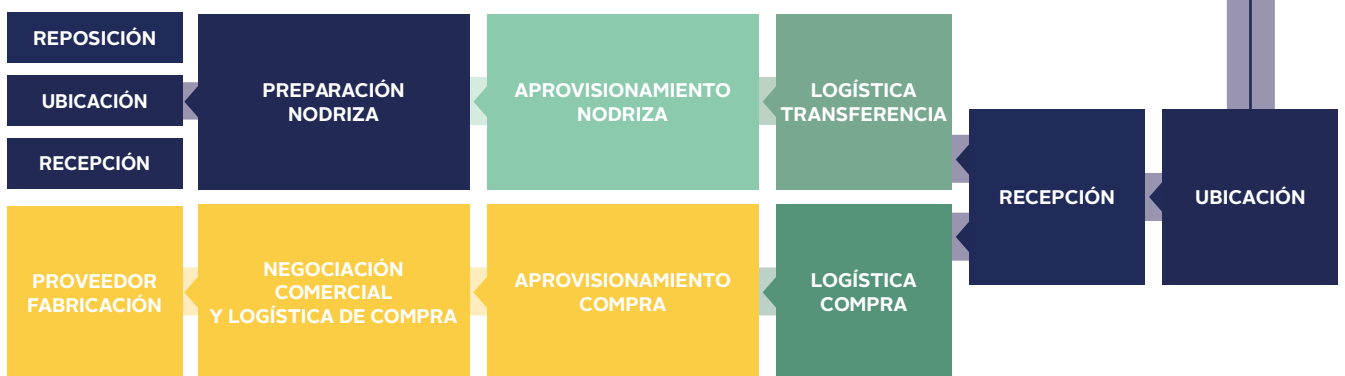 REPOSICIÓN
UBICACIÓN
RECEPCIÓN
PREPARACIÓN
NODRIZA
APROVISIONAMIENTO
NODRIZA
LOGÍSTICA
TRANSFERENCIA
PROVEEDOR
FABRICACIÓN
NEGOCIACIÓN
COMERCIAL
Y LOGÍSTICA DE COMPRA
APROVISIONAMIENTO
COMPRA
LOGÍSTICA
COMPRA
RECEPCIÓN
UBICACIÓN